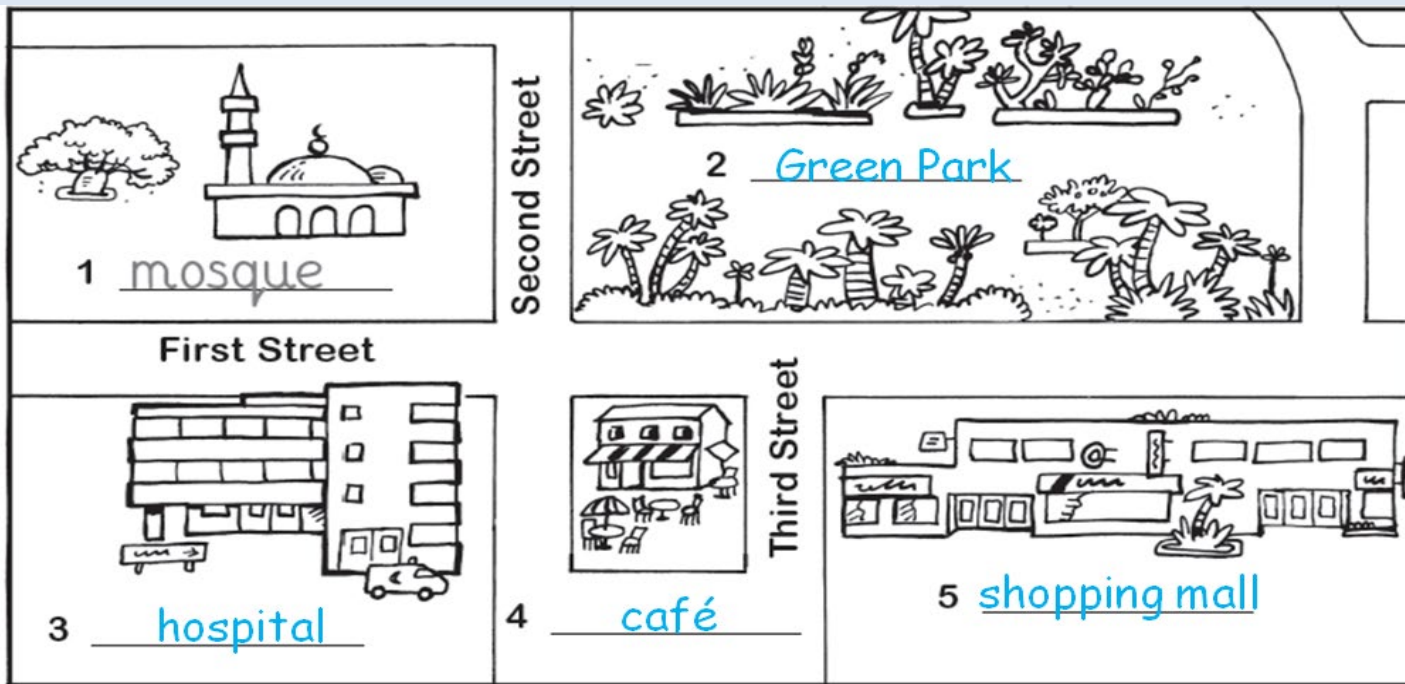 Second Street
2 Green Park
1 mosque
First Street
Third Street
3 hospital
4 café
5 shopping mall